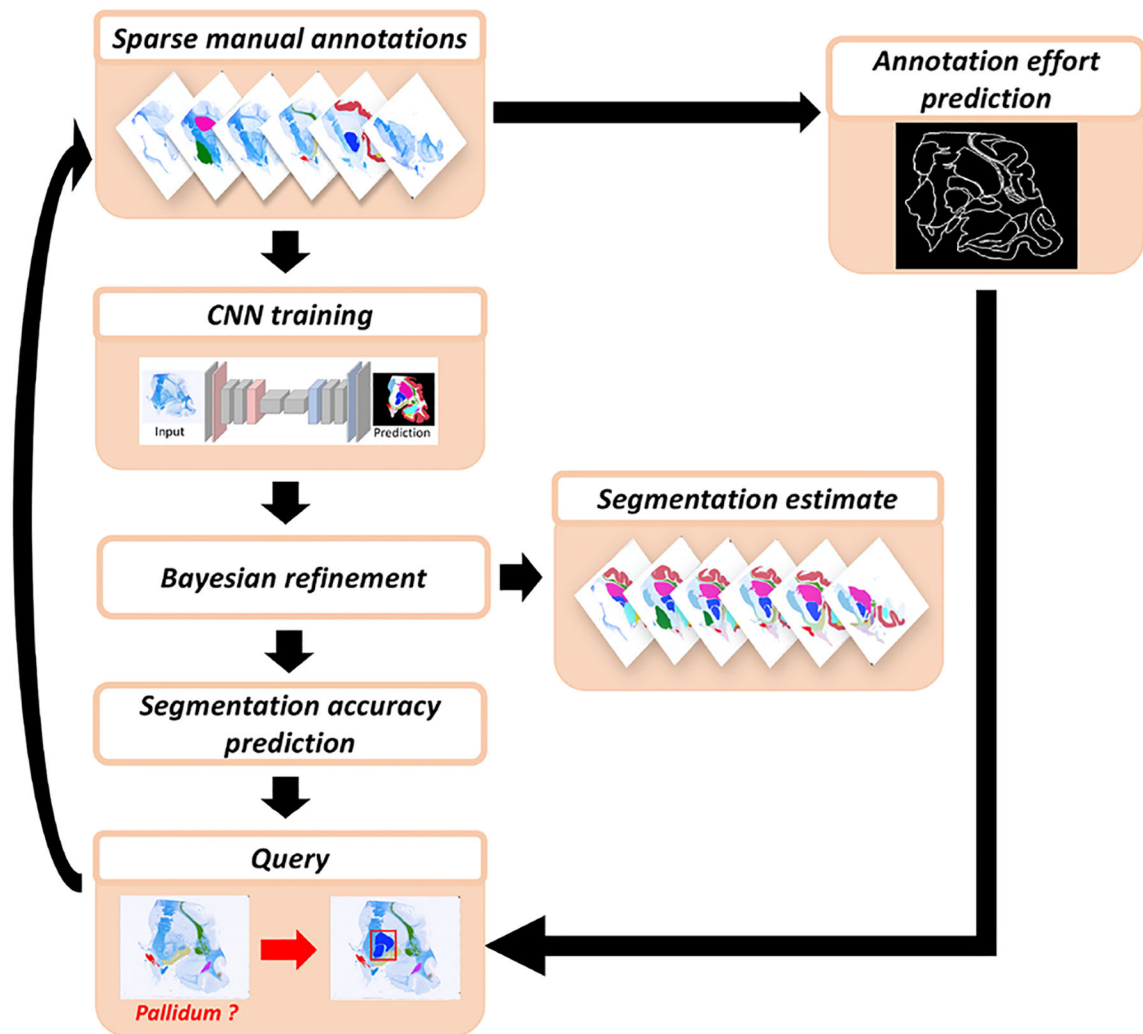 Sparse manual annotations
Annotation effort
prediction
CNN training
Input
Prediction
Segmentation estimate
Bayesian refinement
Segmentation accuracy
prediction
Query
Pallidum ?